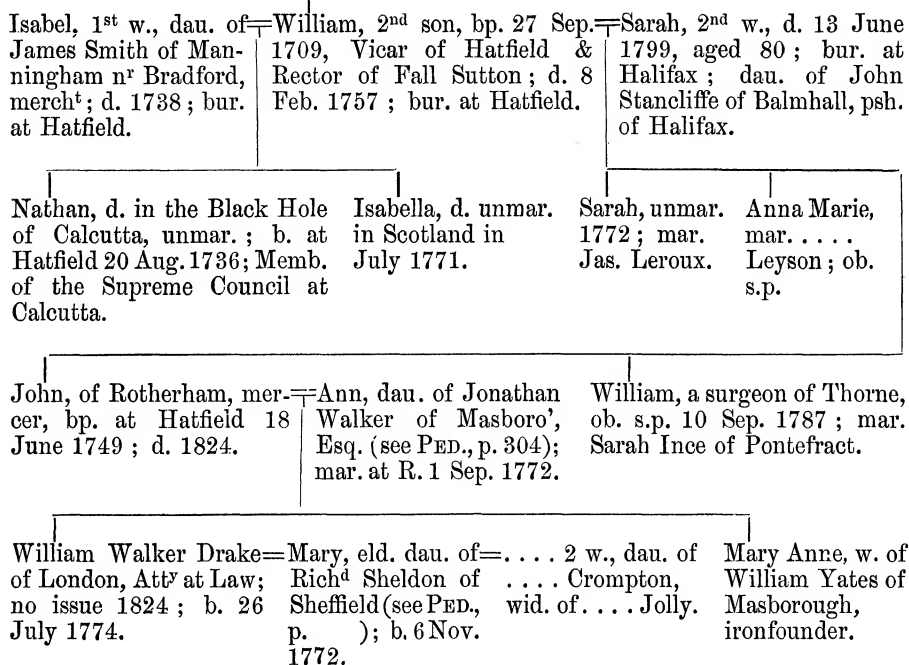 Isabel, 1st w., dau. of
James Smith of Man-
ningham nr Bradford,
mercht; d. 1738; bur.
at Hatfield.
William, 2nd son, bp. 27 Sep.
1709, Vicar of Hatfield &
Rector of Fall Sutton; d. 8
Feb. 1757; bur. at Hatfield.
Sarah, 2nd w., d. 13 June
1799, aged 80; bur. at
Halifax; dau. of John
Stancliffe of Balmhall, psh.
of Halifax.
Nathan, d. in the Black Hole
of Calcutta, unmar.; b. at
Hatfield 20 Aug. 1736; Memb.
of the Supreme Council at
Calcutta.
Isabella, d. unmar.
in Scotland in
July 1771.
Sarah, unmar.
1772; mar.
Jas. Leroux.
Anna Marie,
mar. . . . .
Leyson; ob.
s.p.
John, of Rotherham, mer-
cer, bp. at Hatfield 18
June 1749; d. 1824.
Ann, dau. of Jonathan
Walker of Masboro',
Esq. (see PED., p. 304);
mar. at R. 1 Sep. 1772.
William, a surgeon of Thorne,
ob. s.p. 10 Sep. 1787; mar.
Sarah Ince of Pontefract.
William Walker Drake
of London, Atty at Law;
no issue 1824; b. 26
July 1774.
Mary, eld. dau. of
Richd Sheldon of
Sheffield (see PED.,
p. ); b. 6 Nov.
1772.
. . . . 2 w., dau. of
. . . . Crompton,
wid. of . . . . Jolly.
Mary Anne, w. of
William Yates of
Masborough,
ironfounder.